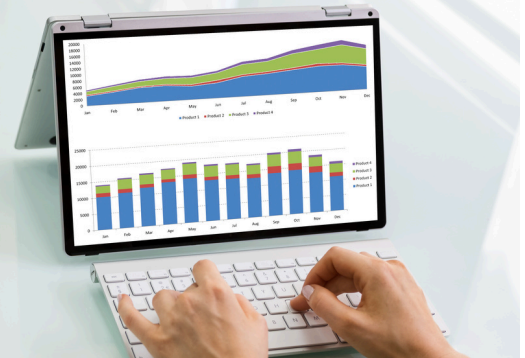 20000
18000
16000
14000
12000
10000
8000
6000
4000
2000
0
Jan Feb Mar Apr May Jun Jul Aug Sep Oct Nov Dec
Product 1 Product 2 Product 3 Product 4
25000
20000
15000
10000
5000
0
Product 4
Product 3
Product 2
Product 1
Jan Feb Mar Apr May Jun Jul Aug Sep Oct Nov Dec